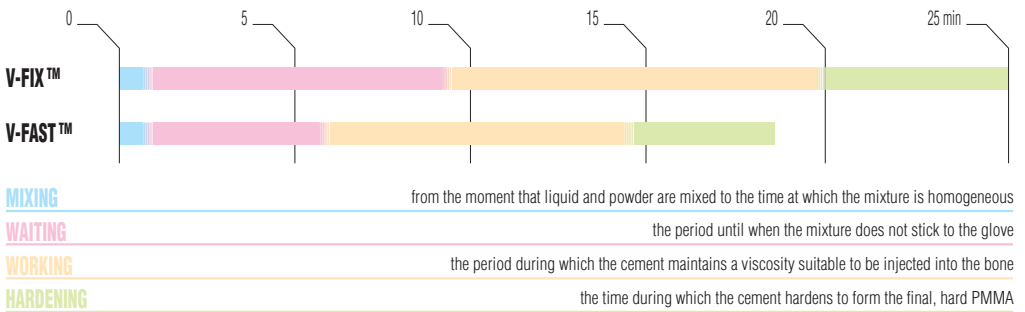 0 5 10 15 20 25 min
V-FIX™
V-FAST™
MIXING from the moment that liquid and powder are mixed to the time at which the mixture is homogeneous
WAITING the period until when the mixture does not stick to the glove
WORKING the period during which the cement maintains a viscosity suitable to be injected into the bone
HARDENING the time during which the cement hardens to form the final, hard PMMA